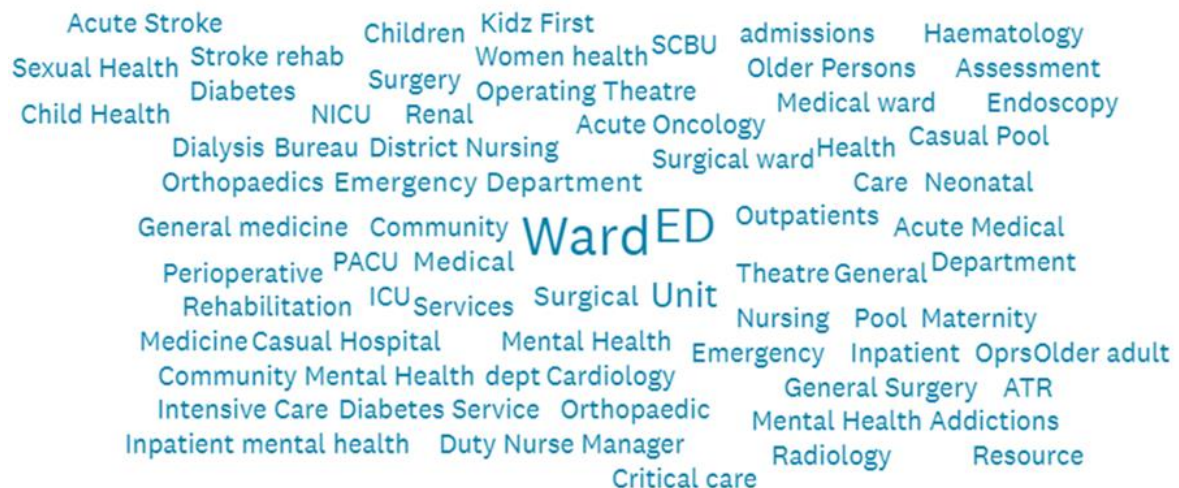 Acute Stroke Children Kidz First SCBU admissions Haematology
Sexual Health Stroke rehab Women health Older Persons Assessment
Diabetes Surgery Operating Theatre Medical ward Endoscopy
Child Health NICU Renal Acute Oncology Casual Pool
Dialysis Bureau District Nursing Surgical ward Health
Orthopaedics Emergency Department Care Neonatal
General medicine Community Ward ED Outpatients Acute Medical
Perioperative PACU Medical Theatre General Department
Rehabilitation ICU Services Surgical Unit
Nursing Pool Maternity
Medicine Casual Hospital Mental Health Emergency Inpatient Oprs Older adult
Community Mental Health dept Cardiology General Surgery ATR
Intensive Care Diabetes Service Orthopaedic Mental Health Addictions
Inpatient mental health Duty Nurse Manager Radiology Resource
Critical care